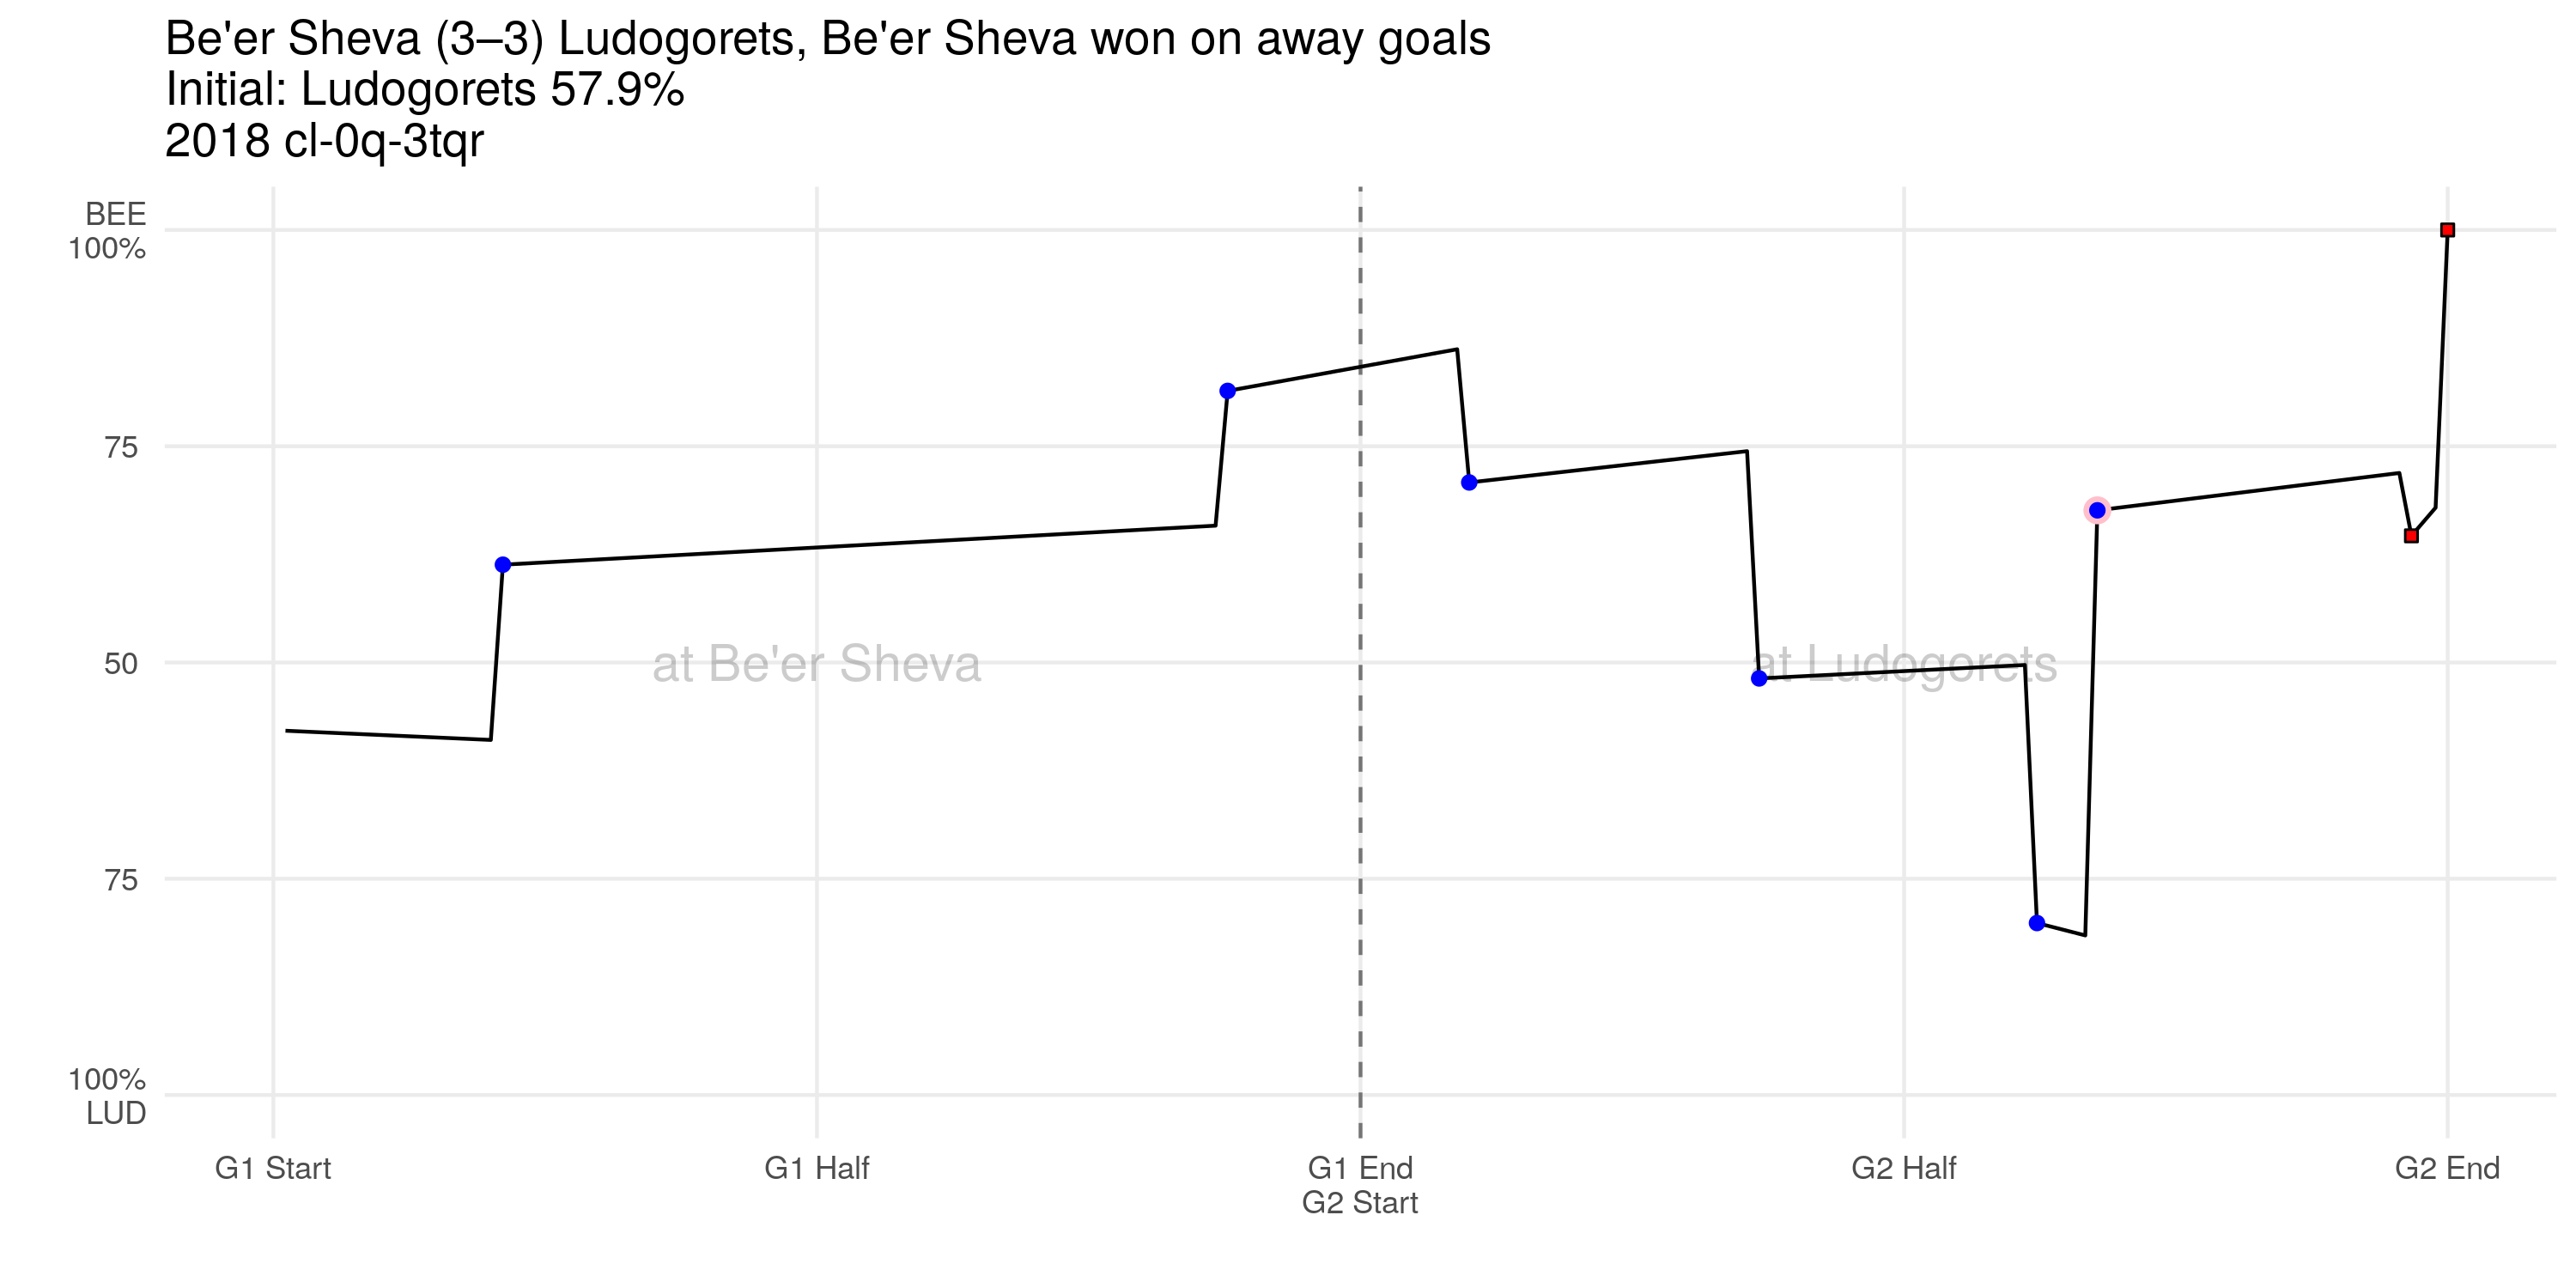 Be'er Sheva (3–3) Ludogorets, Be'er Sheva won on away goals
Initial: Ludogorets 57.9%
2018 cl-0q-3tqr
BEE
100%
75
50
75
100%
LUD
at Be'er Sheva
at Ludogorets
G1 Start
G1 Half
G1 End
G2 Start
G2 Half
G2 End